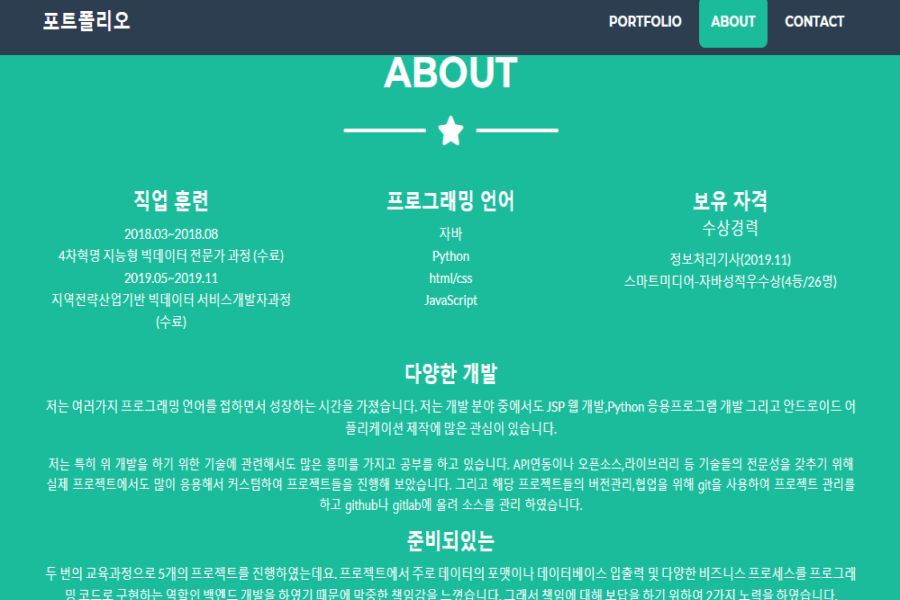 포트폴리오
PORTFOLIO ABOUT CONTACT
ABOUT
직업 훈련
2018.03~2018.08
4차혁명 지능형 빅데이터 전문가 과정 (수료)
2019.05~2019.11
지역전략산업기반 빅데이터 서비스개발자과정
(수료)
프로그래밍 언어
자바
Python
html/css
JavaScript
보유 자격
수상경력
정보처리기사(2019.11)
스마트미디어-자바성적우수상(4등/26명)
다양한 개발
저는 여러가지 프로그래밍 언어를 접하면서 성장하는 시간을 가졌습니다. 저는 개발 분야 중에서도 JSP 웹 개발,Python 응용프로그램 개발 그리고 안드로이드 어
플리케이션 제작에 많은 관심이 있습니다.
저는 특히 위 개발을 하기 위한 기술에 관련해서도 많은 흥미를 가지고 공부를 하고 있습니다. API연동이나 오픈소스,라이브러리 등 기술들의 전문성을 갖추기 위해
실제 프로젝트에서도 많이 응용해서 커스텀하여 프로젝트들을 진행해 보았습니다. 그리고 해당 프로젝트들의 버전관리,협업을 위해 git을 사용하여 프로젝트 관리를
하고 github나 gitlab에 올려 소스를 관리 하였습니다.
준비되있는
두 번의 교육과정으로 5개의 프로젝트를 진행하였는데요. 프로젝트에서 주로 데이터의 포맷이나 데이터베이스 입출력 및 다양한 비즈니스 프로세스를 프로그래
밍 코드로 구현하는 역할인 백엔드 개발을 하였기 때문에 막중한 책임감을 느꼈습니다. 그래서 책임에 대해 보답을 하기 위하여 2가지 노력을 하였습니다.